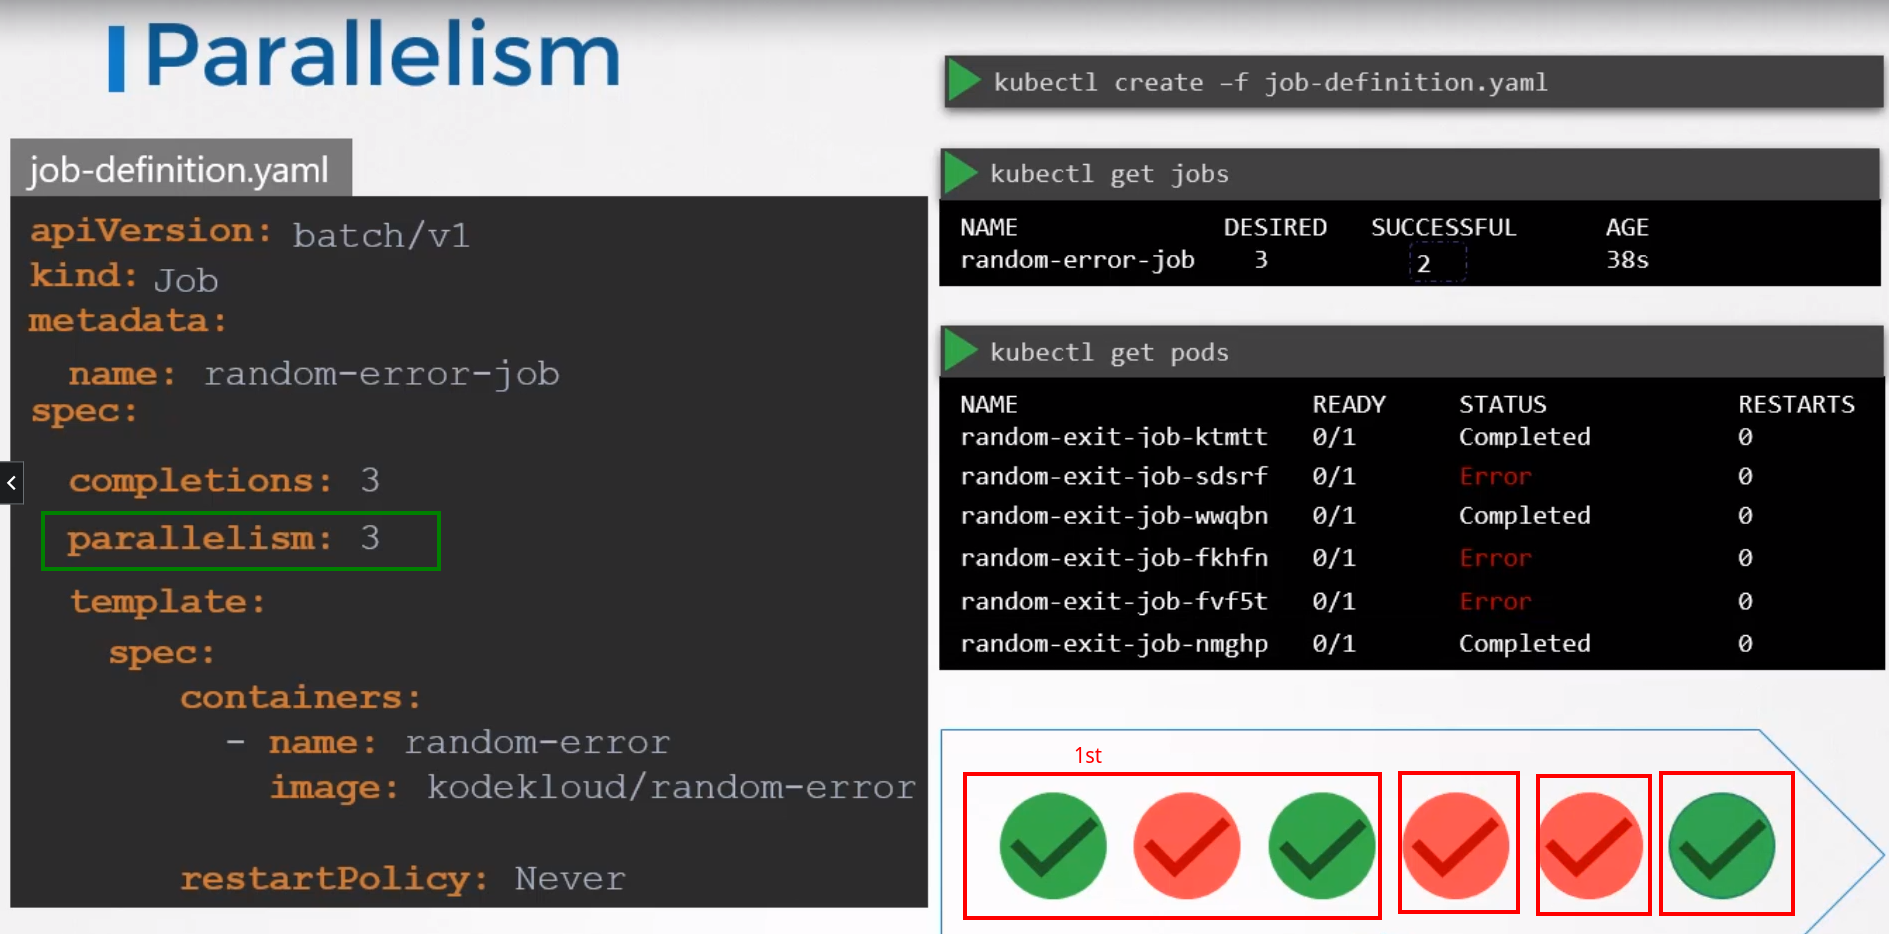 Parallelism
job-definition.yaml
apiVersion: batch/v1
kind: Job
metadata:
name: random-error-job
spec:
completions: 3
parallelism: 3
template:
spec:
containers:
- name: random-error
image: kodekloud/random-error
restartPolicy: Never
kubectl create –f job-definition.yaml
kubectl get jobs
NAME DESIRED SUCCESSFUL AGE
random-error-job 3 2 38s
kubectl get pods
NAME READY STATUS RESTARTS
random-exit-job-ktmtt 0/1 Completed 0
random-exit-job-sdsrf 0/1 Error 0
random-exit-job-wwqbn 0/1 Completed 0
random-exit-job-fkhfn 0/1 Error 0
random-exit-job-fvf5t 0/1 Error 0
random-exit-job-nmghp 0/1 Completed 0
1st